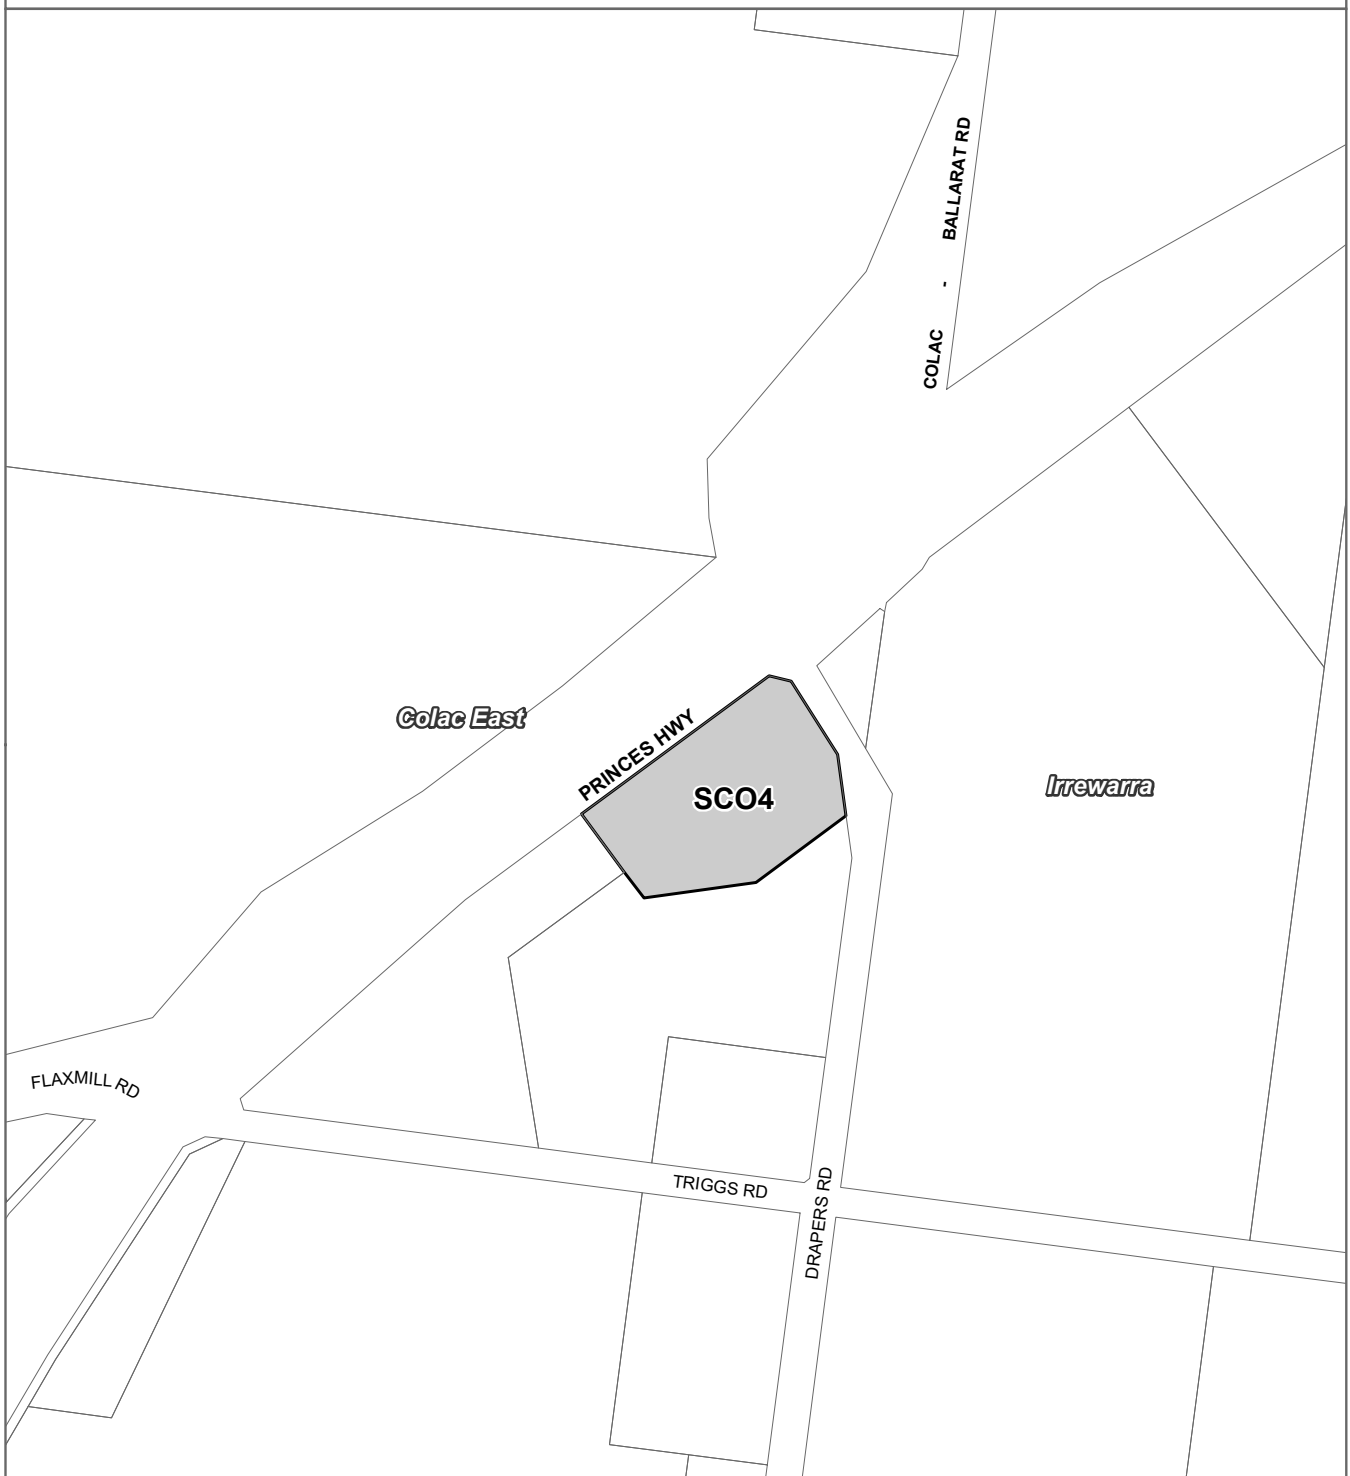 COLAC - BALLARAT RD
Colac East
PRINCES HWY
SCO4
Irrewarra
FLAXMILL RD
TRIGGS RD
DRAPERS RD